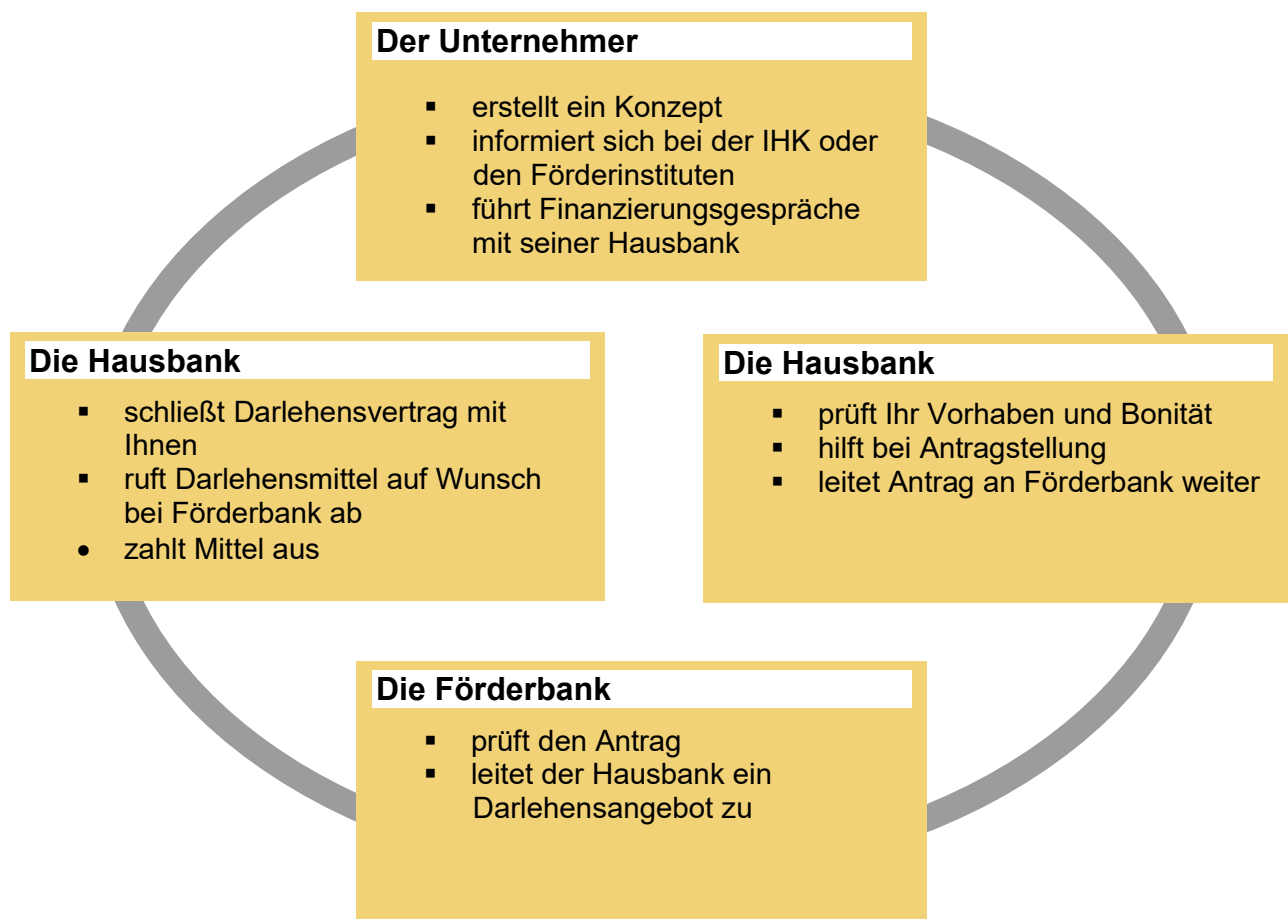 Der Unternehmer
▪ erstellt ein Konzept
▪ informiert sich bei der IHK oder
den Förderinstituten
▪ führt Finanzierungsgespräche
mit seiner Hausbank
Die Hausbank
▪ schließt Darlehensvertrag mit
Ihnen
▪ ruft Darlehensmittel auf Wunsch
bei Förderbank ab
• zahlt Mittel aus
Die Hausbank
▪ prüft Ihr Vorhaben und Bonität
▪ hilft bei Antragstellung
▪ leitet Antrag an Förderbank weiter
Die Förderbank
▪ prüft den Antrag
▪ leitet der Hausbank ein
Darlehensangebot zu